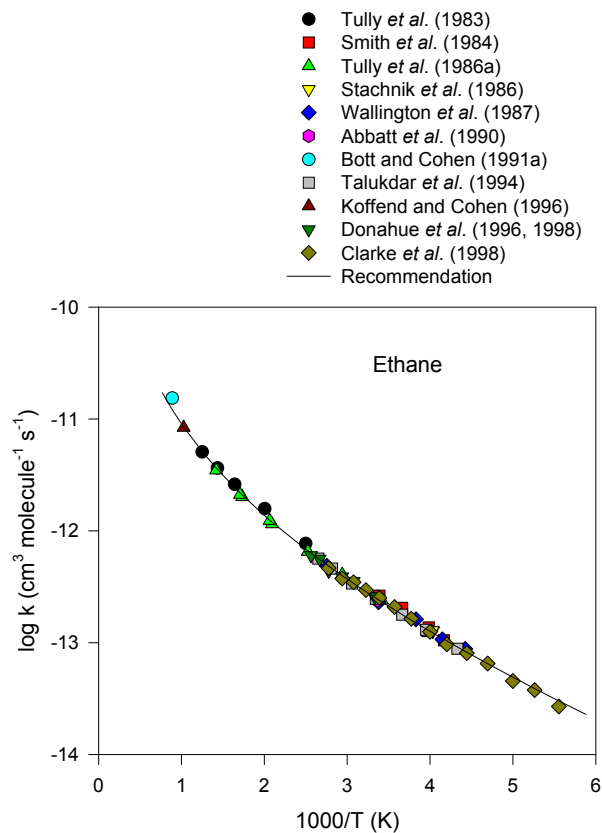 Tully et al. (1983)
Smith et al. (1984)
Tully et al. (1986a)
Stachnik et al. (1986)
Wallington et al. (1987)
Abbatt et al. (1990)
Bott and Cohen (1991a)
Talukdar et al. (1994)
Koffend and Cohen (1996)
Donahue et al. (1996, 1998)
Clarke et al. (1998)
Recommendation
Ethane
log k (cm³ molecule⁻¹ s⁻¹)
-10
-11
-12
-13
-14
0 1 2 3 4 5 6
1000/T (K)